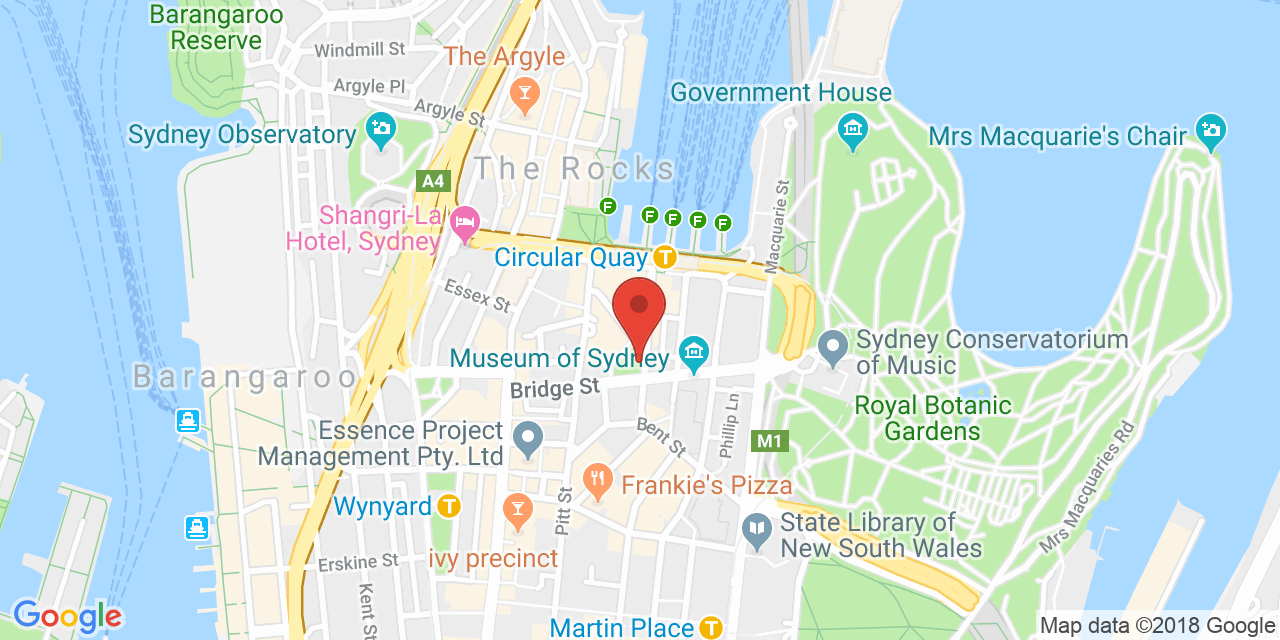 Barangaroo
Reserve
Windmill St
The Argyle
Argyle Pl
Argyle St
Government House
Sydney Observatory
Mrs Macquarie's Chair
The Rocks
A4
Shangri-La
Hotel, Sydney
F
F
F
F
F
Macquarie St
Circular Quay
T
Essex St
Museum of Sydney
Sydney Conservatorium
of Music
Barangaroo
Bridge St
Royal Botanic
Gardens
Phillip Ln
Essence Project
Management Pty. Ltd
Bent St
M1
Mrs Macquaries Rd
Frankie's Pizza
Wynyard
T
Pitt St
State Library of
New South Wales
ivy precinct
Erskine St
Kent St
Google
Martin Place
T
Map data ©2018 Google